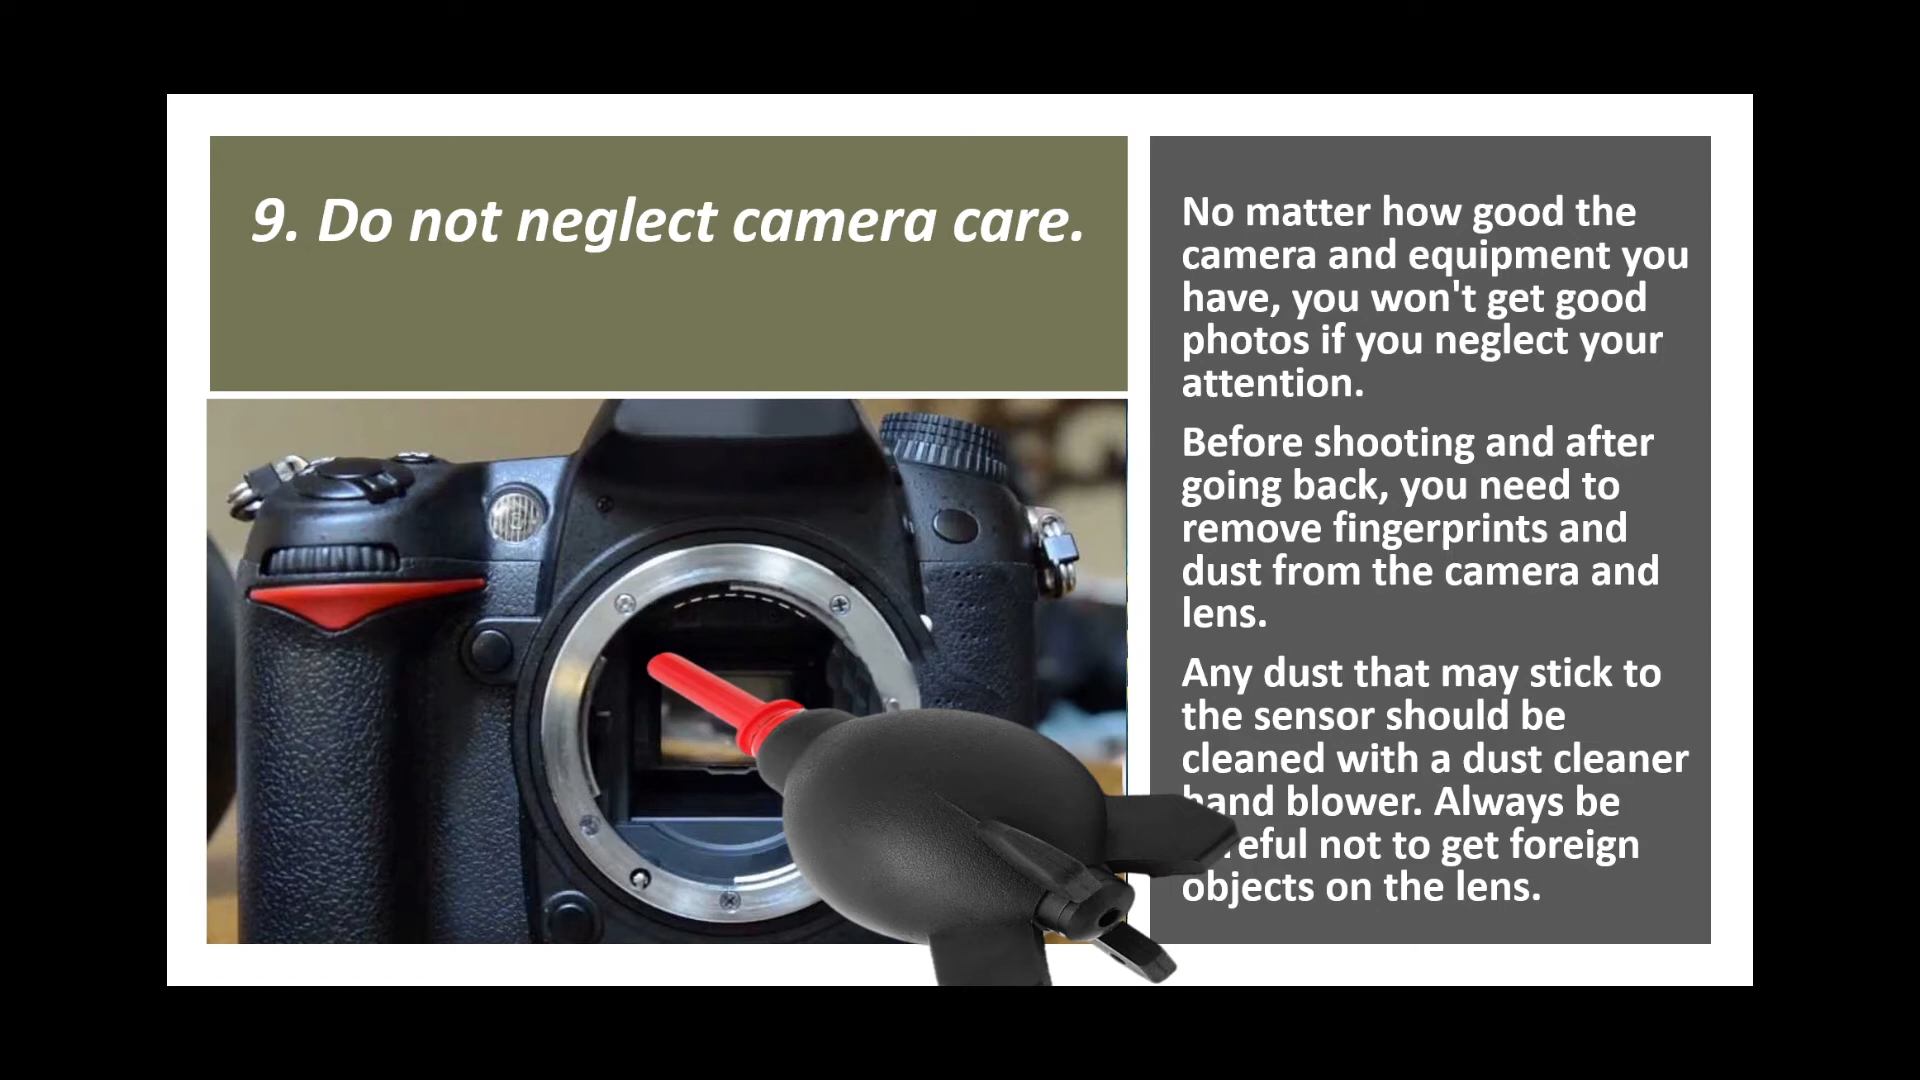 9. Do not neglect camera care.
No matter how good the
camera and equipment you
have, you won't get good
photos if you neglect your
attention.
Before shooting and after
going back, you need to
remove fingerprints and
dust from the camera and
lens.
Any dust that may stick to
the sensor should be
cleaned with a dust cleaner
hand blower. Always be
careful not to get foreign
objects on the lens.